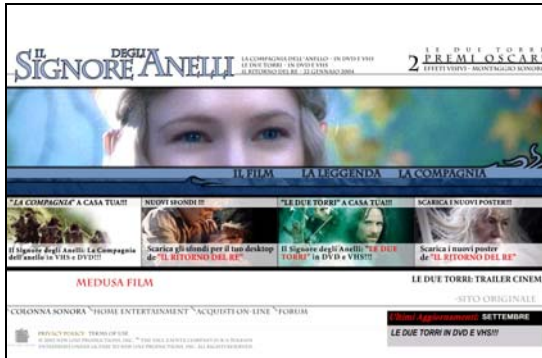 IL
SIGNORE DEGLI ANELLI
LA COMPAGNIA DELL'ANELLO - IN DVD E VHS
LE DUE TORRI - IN DVD E VHS
IL RITORNO DEL RE - 22 GENNAIO 2004
LE DUE TORRI
2 PREMI OSCAR
EFFETTI VISIVI - MONTAGGIO SONORO
IL FILM LA LEGGENDA LA COMPAGNIA
"LA COMPAGNIA" A CASA TUA!!!
Il Signore degli Anelli: La Compagnia
dell'anello in VHS e DVD!!!
NUOVI SFONDI !!!
Scarica gli sfondi per il tuo desktop
de "IL RITORNO DEL RE"
"LE DUE TORRI" A CASA TUA!!!
Il Signore degli Anelli: "LE DUE
TORRI" in DVD e VHS!!!
SCARICA I NUOVI POSTER!!!
Scarica i nuovi poster
de "IL RITORNO DEL RE"
MEDUSA FILM
LE DUE TORRI: TRAILER CINEM
SITO ORIGINALE
COLONNA SONORA HOME ENTERTAINMENT ACQUISTI ON-LINE FORUM
Ultimi Aggiornamenti: SETTEMBRE
LE DUE TORRI IN DVD E VHS!!!
PRIVACY POLICY TERMS OF USE